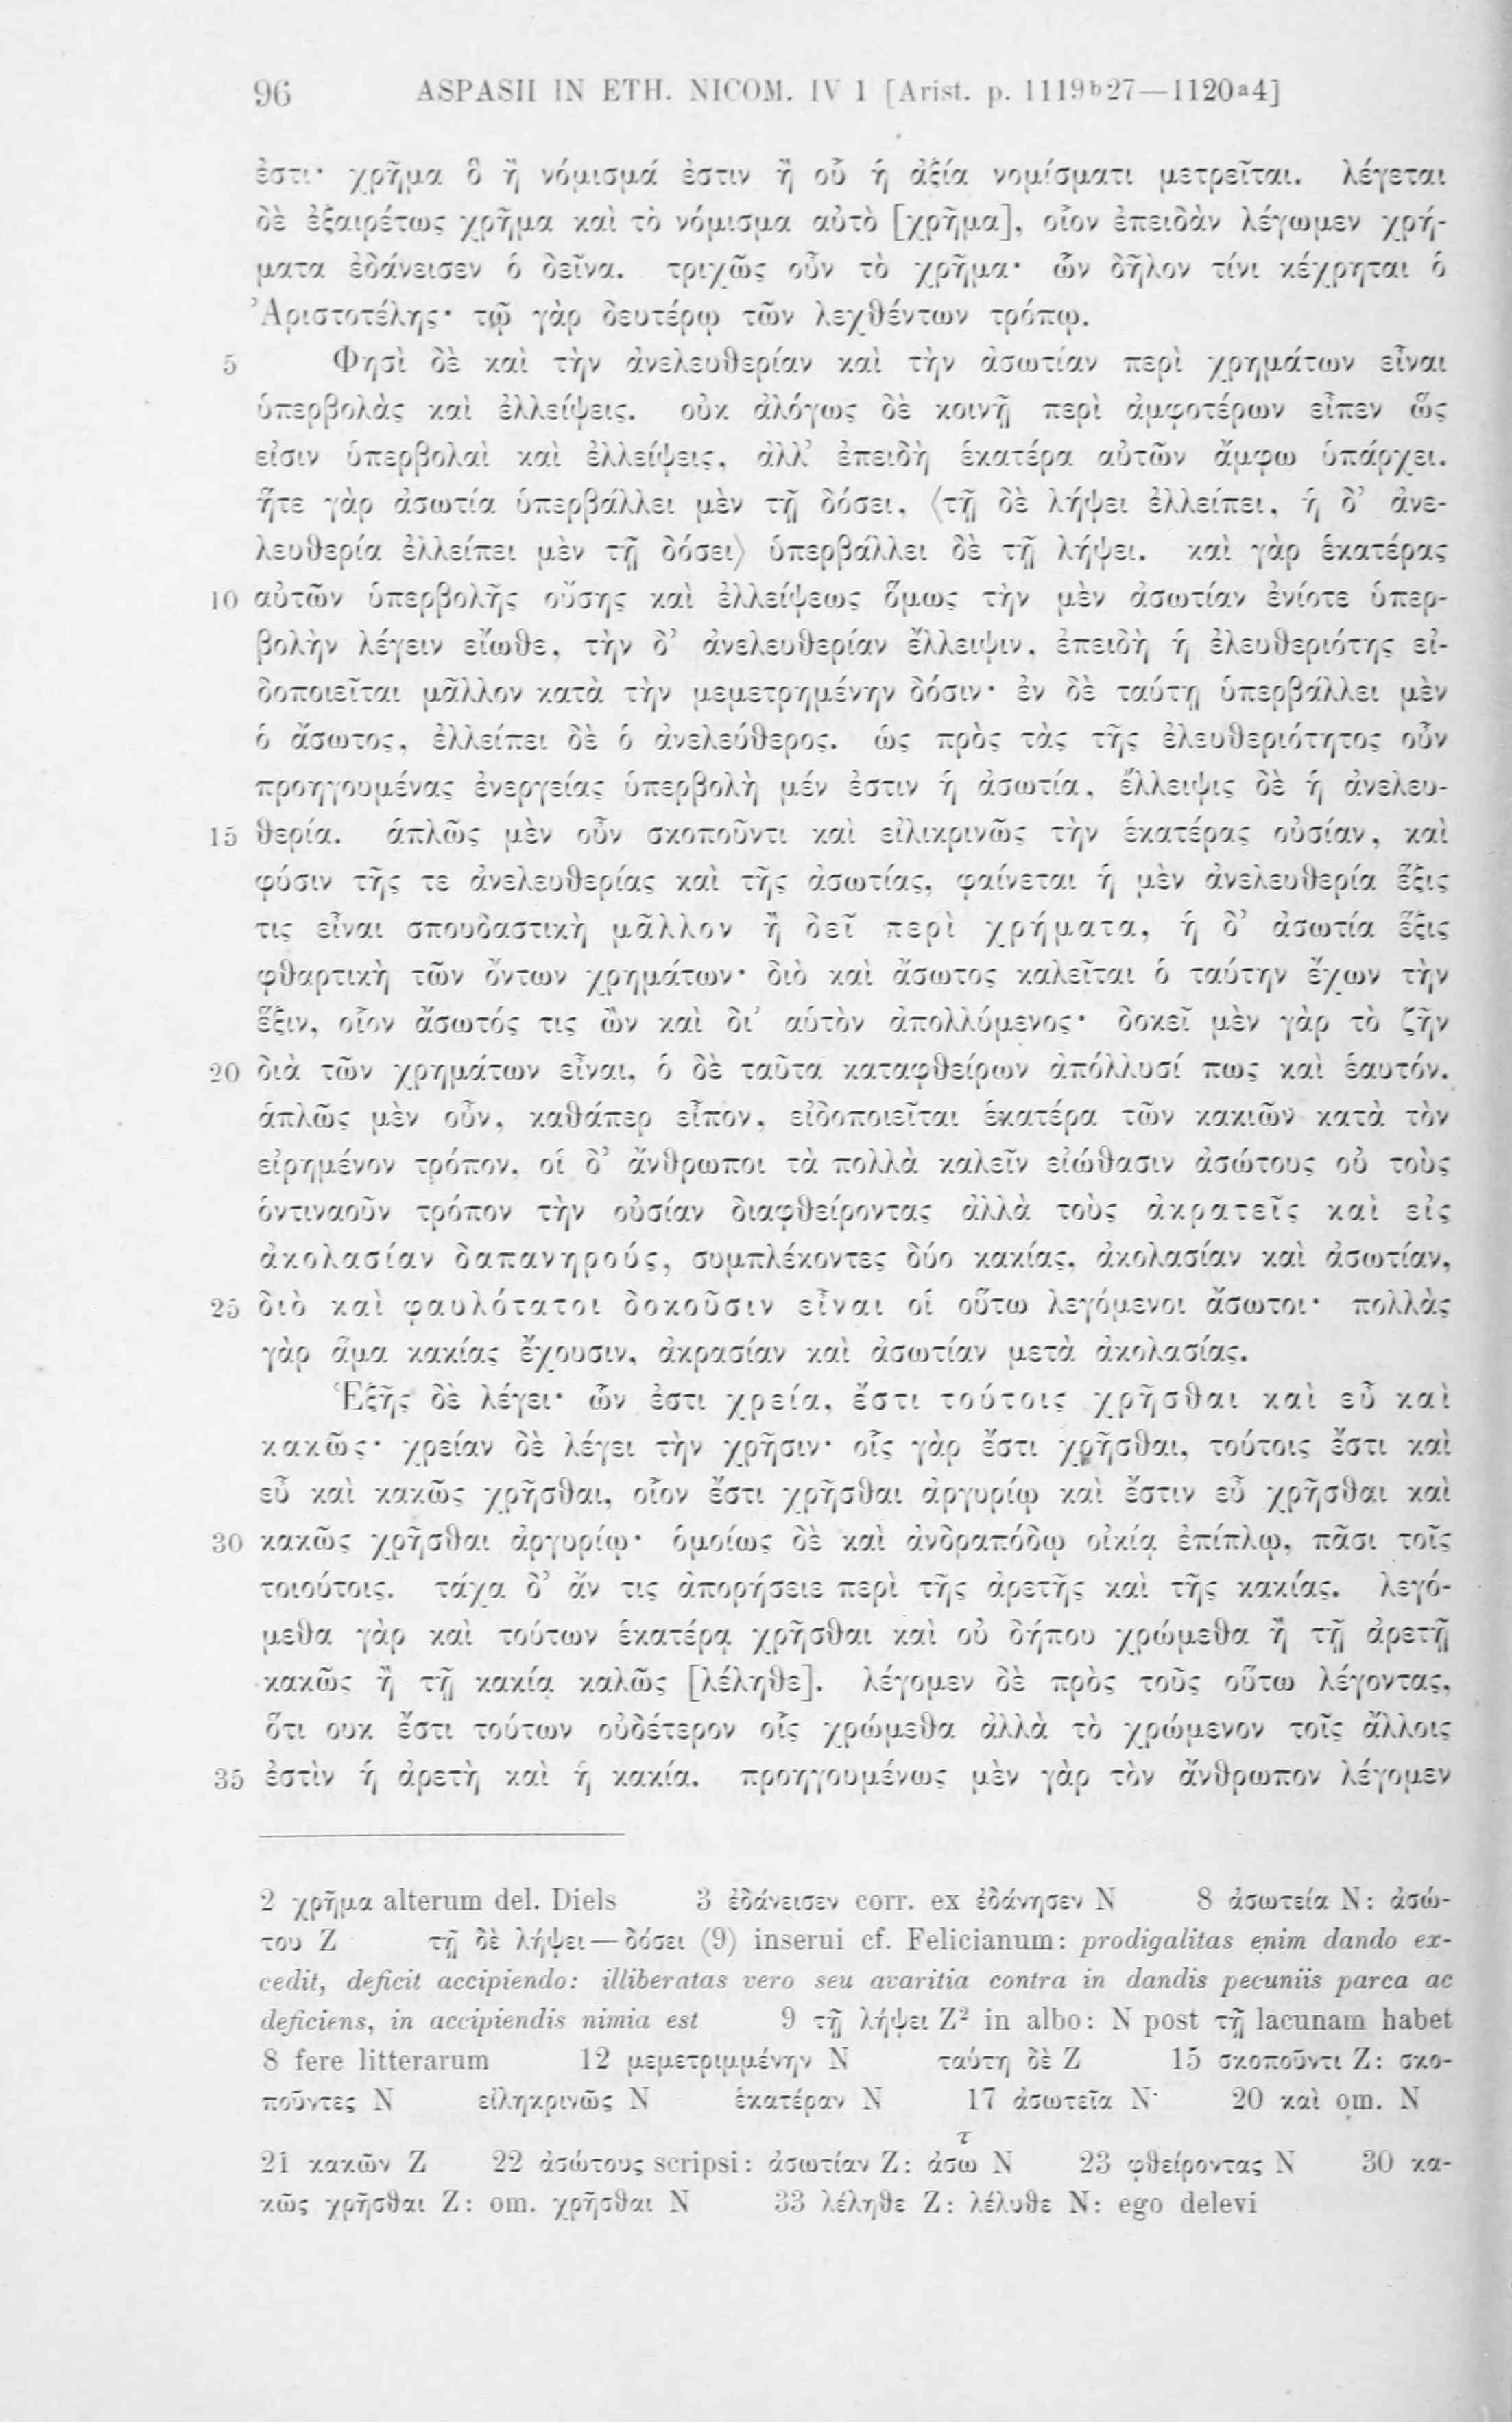 96 ASPASII IN ETH. NICOM. IV 1 [Arist. p. 1119b27—1120a4]
ἐστι· χρῆμα ὃ ἢ νόμισμά ἐστιν ἢ οὗ ἡ ἀξία νομίσματι μετρεῖται. λέγεται
δὲ ἐξαιρέτως χρῆμα καὶ τὸ νόμισμα αὐτὸ [χρῆμα], οἷον ἐπειδὰν λέγωμεν χρή-
ματα ἐδάνεισεν ὁ δεῖνα. τριχῶς οὖν τὸ χρῆμα· ὧν δῆλον τίνι κέχρηται ὁ
Ἀριστοτέλης· τῷ γὰρ δευτέρῳ τῶν λεχθέντων τρόπῳ.
5 Φησὶ δὲ καὶ τὴν ἀνελευθερίαν καὶ τὴν ἀσωτίαν περὶ χρημάτων εἶναι
ὑπερβολὰς καὶ ἐλλείψεις. οὐκ ἀλόγως δὲ κοινῇ περὶ ἀμφοτέρων εἶπεν ὥς
εἰσιν ὑπερβολαὶ καὶ ἐλλείψεις, ἀλλ’ ἐπειδὴ ἑκατέρα αὐτῶν ἄμφω ὑπάρχει.
ἥτε γὰρ ἀσωτία ὑπερβάλλει μὲν τῇ δόσει, ⟨τῇ δὲ λήψει ἐλλείπει, ἡ δ’ ἀνε-
λευθερία ἐλλείπει μὲν τῇ δόσει⟩ ὑπερβάλλει δὲ τῇ λήψει. καὶ γὰρ ἑκατέρας
10 αὐτῶν ὑπερβολῆς οὔσης καὶ ἐλλείψεως ὅμως τὴν μὲν ἀσωτίαν ἐνίοτε ὑπερ-
βολὴν λέγειν εἴωθε, τὴν δ’ ἀνελευθερίαν ἔλλειψιν, ἐπειδὴ ἡ ἐλευθεριότης εἰ-
δοποιεῖται μᾶλλον κατὰ τὴν μεμετρημένην δόσιν· ἐν δὲ ταύτῃ ὑπερβάλλει μὲν
ὁ ἄσωτος, ἐλλείπει δὲ ὁ ἀνελεύθερος. ὡς πρὸς τὰς τῆς ἐλευθεριότητος οὖν
προηγουμένας ἐνεργείας ὑπερβολὴ μέν ἐστιν ἡ ἀσωτία, ἔλλειψις δὲ ἡ ἀνελευ-
15 θερία. ἁπλῶς μὲν οὖν σκοποῦντι καὶ εἰλικρινῶς τὴν ἑκατέρας οὐσίαν, καὶ
φύσιν τῆς τε ἀνελευθερίας καὶ τῆς ἀσωτίας, φαίνεται ἡ μὲν ἀνελευθερία ἕξις
τις εἶναι σπουδαστικὴ μᾶλλον ἢ δεῖ περὶ χρήματα, ἡ δ’ ἀσωτία ἕξις
φθαρτικὴ τῶν ὄντων χρημάτων· διὸ καὶ ἄσωτος καλεῖται ὁ ταύτην ἔχων τὴν
ἕξιν, οἷον ἄσωτός τις ὢν καὶ δι’ αὑτὸν ἀπολλύμενος· δοκεῖ μὲν γὰρ τὸ ζῆν
20 διὰ τῶν χρημάτων εἶναι, ὁ δὲ ταῦτα καταφθείρων ἀπόλλυσί πως καὶ ἑαυτόν.
ἁπλῶς μὲν οὖν, καθάπερ εἶπον, εἰδοποιεῖται ἑκατέρα τῶν κακιῶν κατὰ τὸν
εἰρημένον τρόπον, οἱ δ’ ἄνθρωποι τὰ πολλὰ καλεῖν εἰώθασιν ἀσώτους οὐ τοὺς
ὁντιναοῦν τρόπον τὴν οὐσίαν διαφθείροντας ἀλλὰ τοὺς ἀκρατεῖς καὶ εἰς
ἀκολασίαν δαπανηρούς, συμπλέκοντες δύο κακίας, ἀκολασίαν καὶ ἀσωτίαν,
25 διὸ καὶ φαυλότατοι δοκοῦσιν εἶναι οἱ οὕτω λεγόμενοι ἄσωτοι· πολλὰς
γὰρ ἅμα κακίας ἔχουσιν, ἀκρασίαν καὶ ἀσωτίαν μετὰ ἀκολασίας.
Ἑξῆς δὲ λέγει· ὧν ἐστι χρεία, ἔστι τούτοις χρῆσθαι καὶ εὖ καὶ
κακῶς· χρείαν δὲ λέγει τὴν χρῆσιν· οἷς γὰρ ἔστι χρῆσθαι, τούτοις ἔστι καὶ
εὖ καὶ κακῶς χρῆσθαι, οἷον ἔστι χρῆσθαι ἀργυρίῳ καὶ ἔστιν εὖ χρῆσθαι καὶ
30 κακῶς χρῆσθαι ἀργυρίῳ· ὁμοίως δὲ καὶ ἀνδραπόδῳ οἰκίᾳ ἐπίπλῳ, πᾶσι τοῖς
τοιούτοις. τάχα δ’ ἄν τις ἀπορήσειε περὶ τῆς ἀρετῆς καὶ τῆς κακίας. λεγό-
μεθα γὰρ καὶ τούτων ἑκατέρᾳ χρῆσθαι καὶ οὐ δήπου χρώμεθα ἢ τῇ ἀρετῇ
κακῶς ἢ τῇ κακίᾳ καλῶς [λέληθε]. λέγομεν δὲ πρὸς τοὺς οὕτω λέγοντας,
ὅτι ουκ ἔστι τούτων οὐδέτερον οἷς χρώμεθα ἀλλὰ τὸ χρώμενον τοῖς ἄλλοις
35 ἐστὶν ἡ ἀρετὴ καὶ ἡ κακία. προηγουμένως μὲν γὰρ τὸν ἄνθρωπον λέγομεν
2 χρῆμα alterum del. Diels 3 ἐδάνεισεν corr. ex ἐδάνησεν N 8 ἀσωτεία N: ἀσώ-
του Z τῇ δὲ λήψει—δόσει (9) inserui cf. Felicianum: prodigalitas enim dando ex-
cedit, deficit accipiendo: illiberatas vero seu avaritia contra in dandis pecuniis parca ac
deficiens, in accipiendis nimia est 9 τῇ λήψει Z² in albo: N post τῇ lacunam habet
8 fere litterarum 12 μεμετριμμένην N ταύτῃ δὲ Z 15 σκοποῦντι Z: σκο-
ποῦντες N εἰληκρινῶς N ἑκατέραν N 17 ἀσωτεῖα N 20 καὶ om. N
21 κακῶν Z 22 ἀσώτους scripsi: ἀσωτίαν Z: ἀσωτ N 23 φθείροντας N 30 κα-
κῶς χρῆσθαι Z: om. χρῆσθαι N 33 λέληθε Z: λέλυθε N: ego delevi